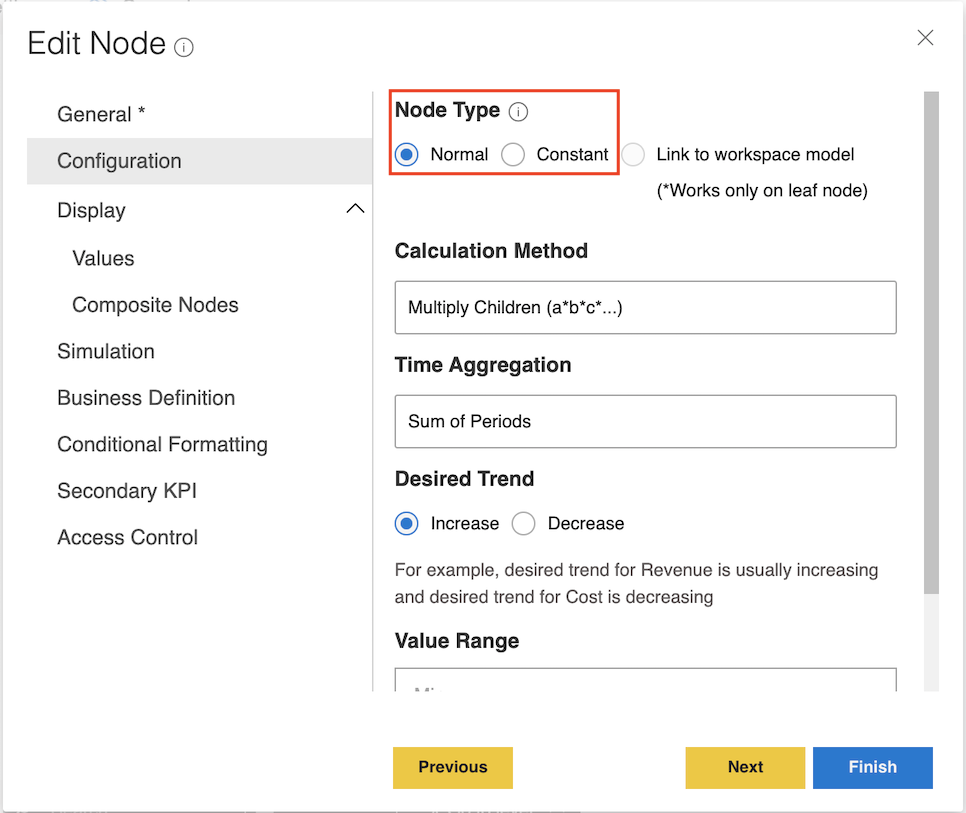 Edit Node
General *
Configuration
Display
Values
Composite Nodes
Simulation
Business Definition
Conditional Formatting
Secondary KPI
Access Control
Node Type
Normal Constant Link to workspace model
(*Works only on leaf node)
Calculation Method
Multiply Children (a*b*c*...)
Time Aggregation
Sum of Periods
Desired Trend
Increase Decrease
For example, desired trend for Revenue is usually increasing
and desired trend for Cost is decreasing
Value Range
Previous Next Finish